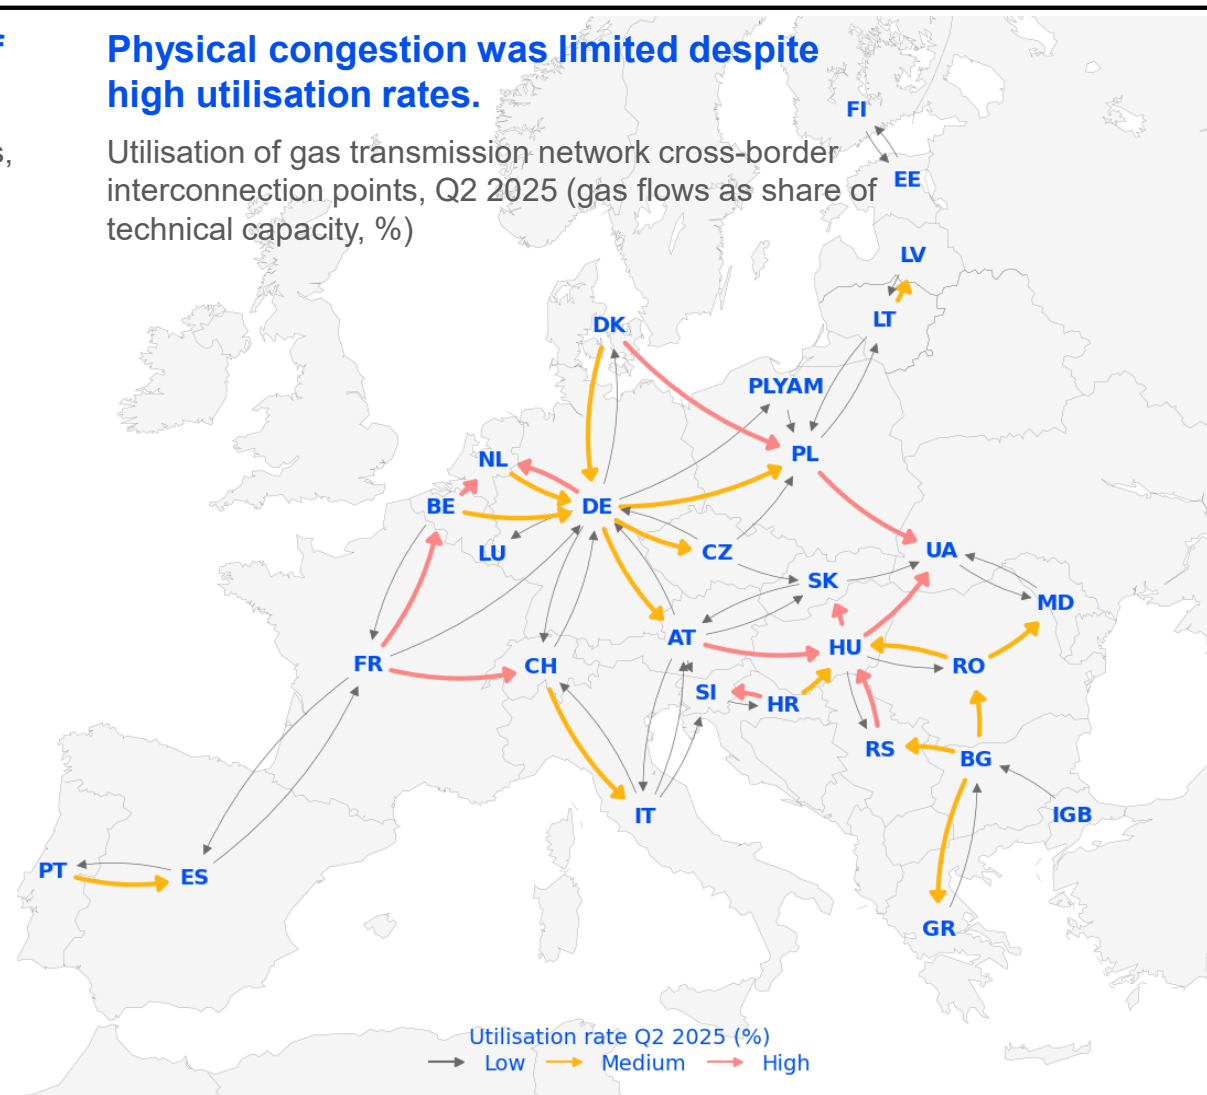 f
Physical congestion was limited despite
high utilisation rates.
s,
Utilisation of gas transmission network cross-border
interconnection points, Q2 2025 (gas flows as share of
technical capacity, %)
FI
EE
LV
LT
DK
PLYAM
PL
NL
BE
DE
LU
CZ
UA
SK
MD
AT
HU
FR
CH
RO
SI
HR
RS
BG
IT
IGB
PT
ES
GR
Utilisation rate Q2 2025 (%)
Low Medium High